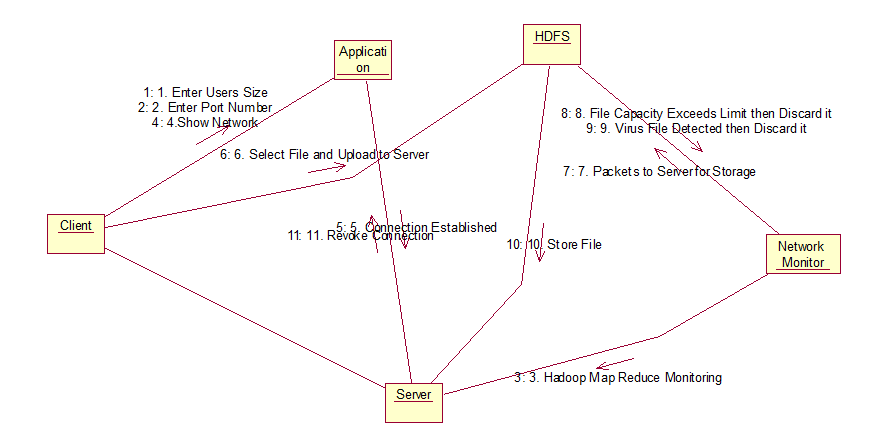 HDFS
Applicati
on
1: 1. Enter Users Size
2: 2. Enter Port Number
4: 4.Show Network
8: 8. File Capacity Exceeds Limit then Discard it
9: 9. Virus File Detected then Discard it
6: 6. Select File and Upload to Server
7: 7. Packets to Server for Storage
Client
5: 5. Connection Established
11: 11. Revoke Connection
10: 10. Store File
Network
Monitor
3: 3. Hadoop Map Reduce Monitoring
Server